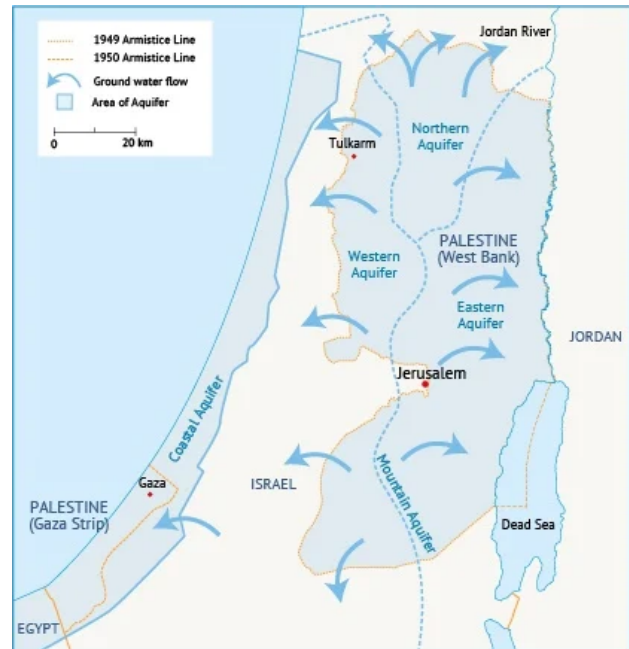 1949 Armistice Line
1950 Armistice Line
Ground water flow
Area of Aquifer
0 20 km
Jordan River
Northern
Aquifer
Tulkarm
Western
Aquifer
PALESTINE
(West Bank)
Eastern
Aquifer
JORDAN
Jerusalem
Coastal Aquifer
Mountain Aquifer
Gaza
ISRAEL
PALESTINE
(Gaza Strip)
Dead Sea
EGYPT